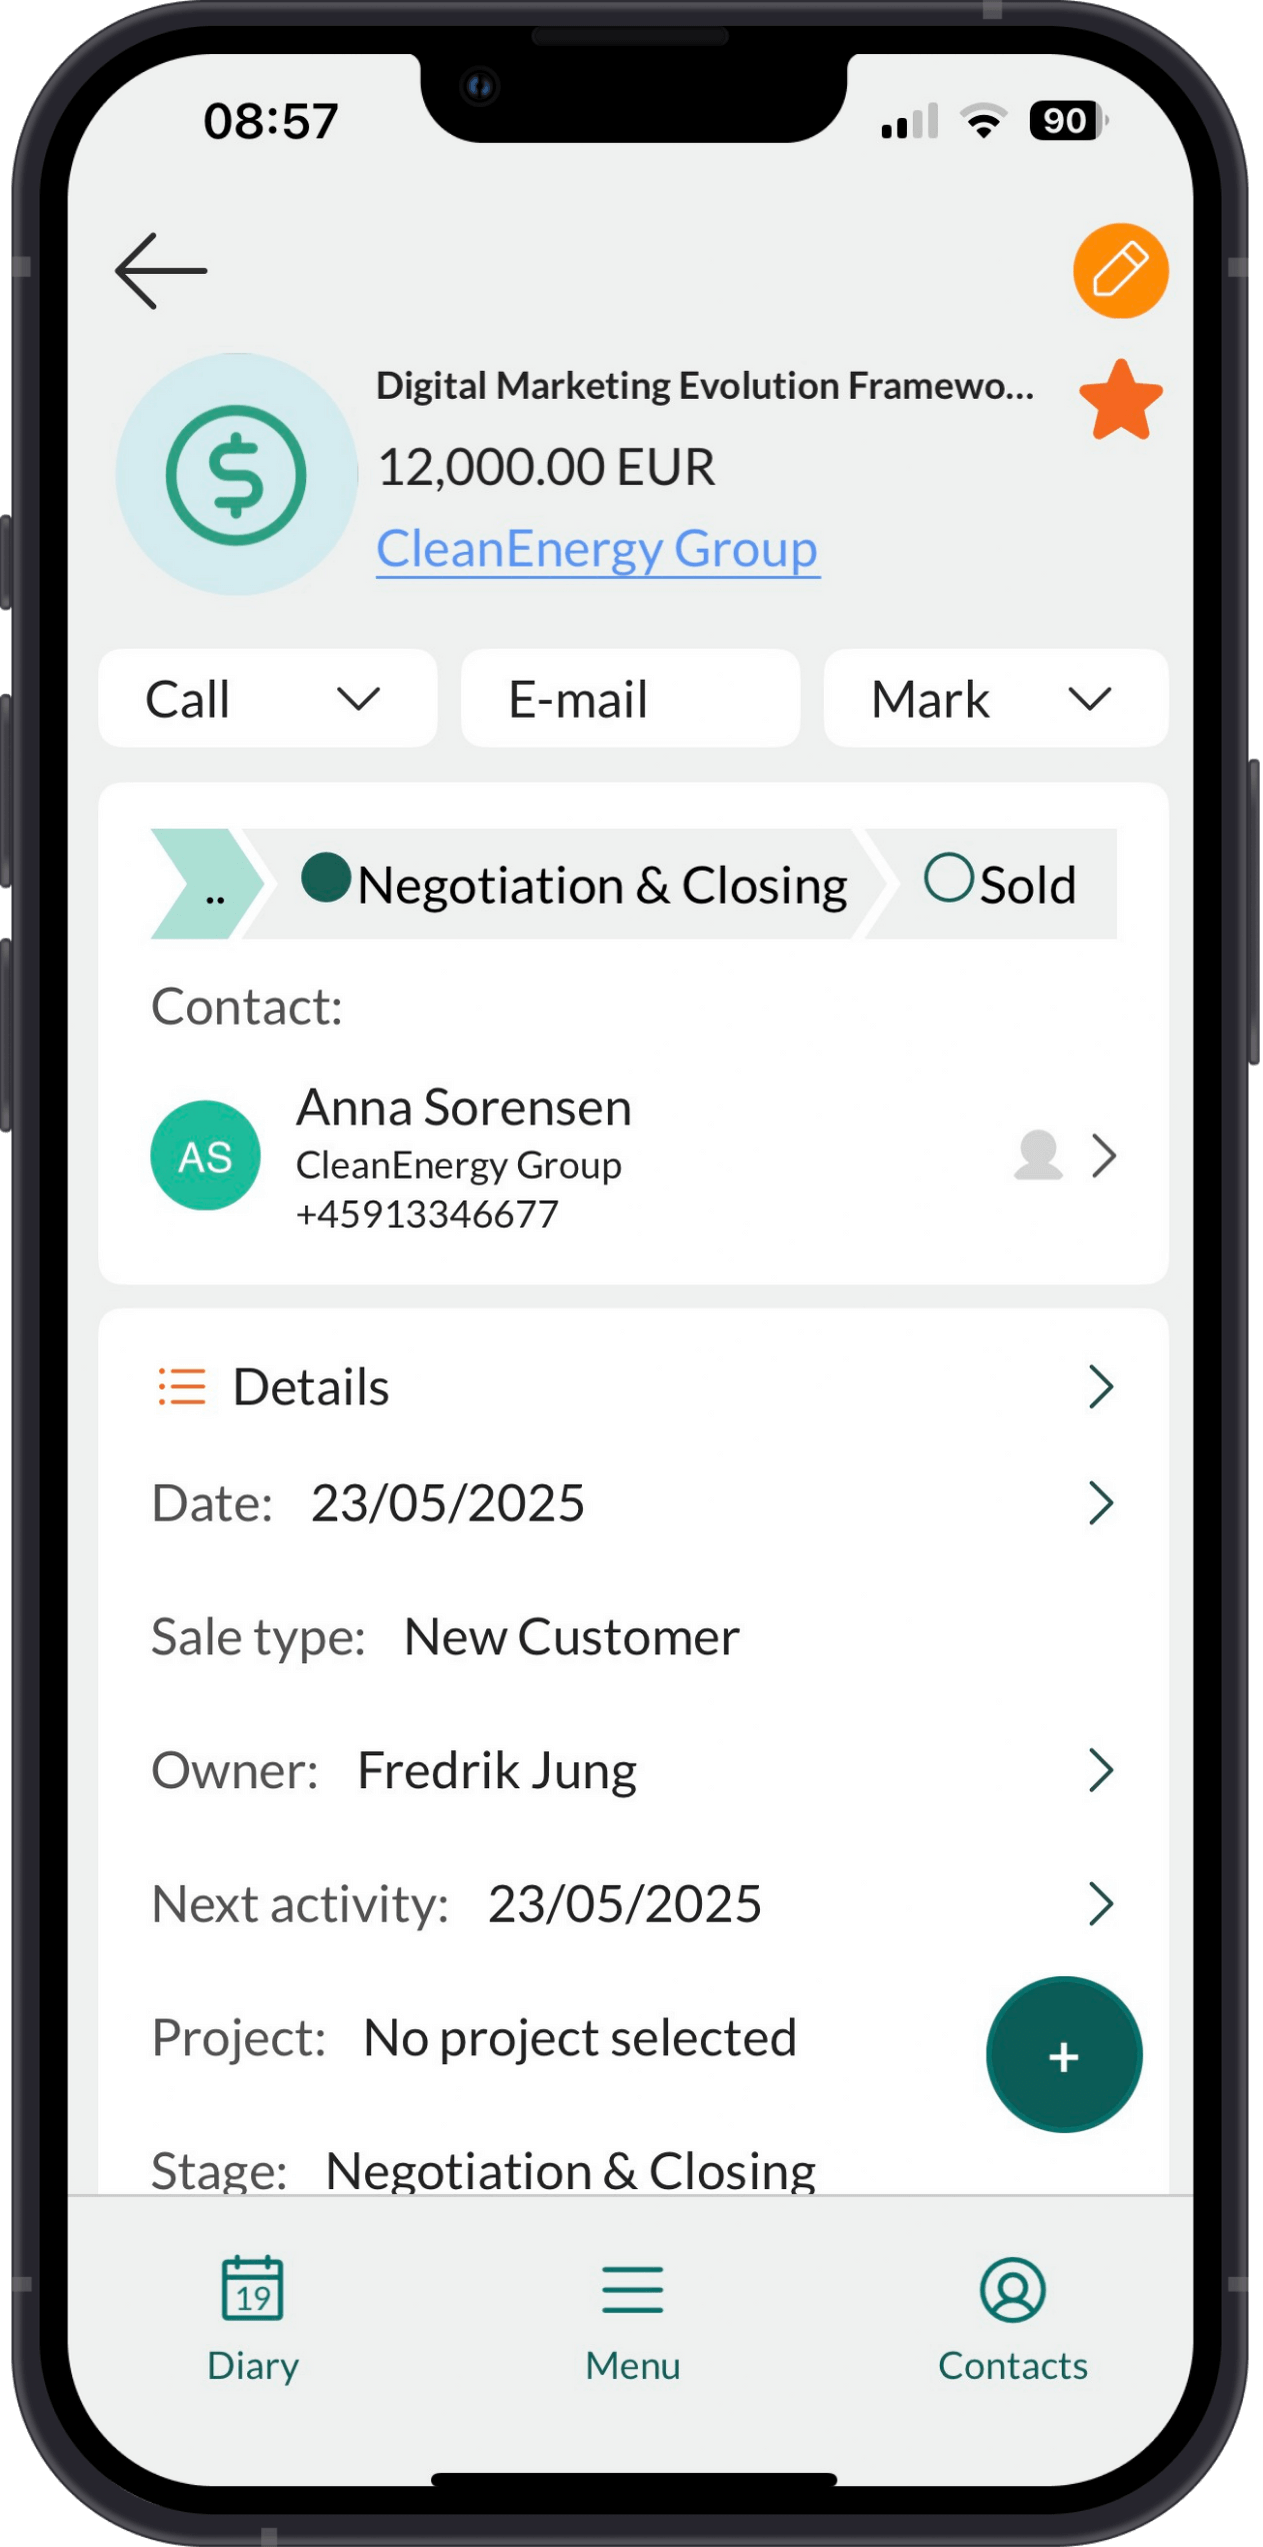 08:57
90
Digital Marketing Evolution Framewo...
12,000.00 EUR
CleanEnergy Group
Call
E-mail
Mark
..
Negotiation & Closing
Sold
Contact:
AS
Anna Sorensen
CleanEnergy Group
+45913346677
Details
Date: 23/05/2025
Sale type: New Customer
Owner: Fredrik Jung
Next activity: 23/05/2025
Project: No project selected
+
Stage: Negotiation & Closing
19
Diary
Menu
Contacts